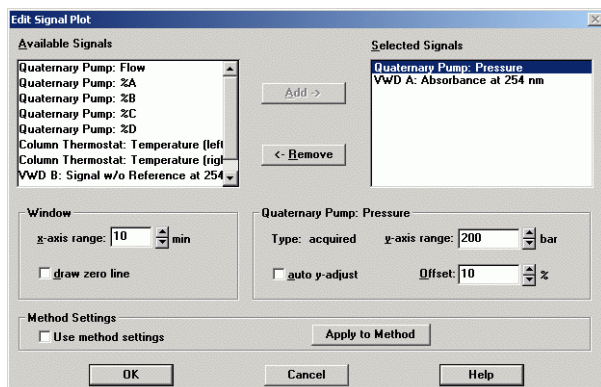 Edit Signal Plot
Available Signals
Selected Signals
Quaternary Pump: Flow
Quaternary Pump: %A
Quaternary Pump: %B
Quaternary Pump: %C
Quaternary Pump: %D
Column Thermostat: Temperature (left
Column Thermostat: Temperature (righ
VWD B: Signal w/o Reference at 254
Add ->
<- Remove
Quaternary Pump: Pressure
VWD A: Absorbance at 254 nm
Window
x-axis range: 10 min
draw zero line
Quaternary Pump: Pressure
Type: acquired y-axis range: 200 bar
auto y-adjust Offset: 10 %
Method Settings
Use method settings Apply to Method
OK Cancel Help